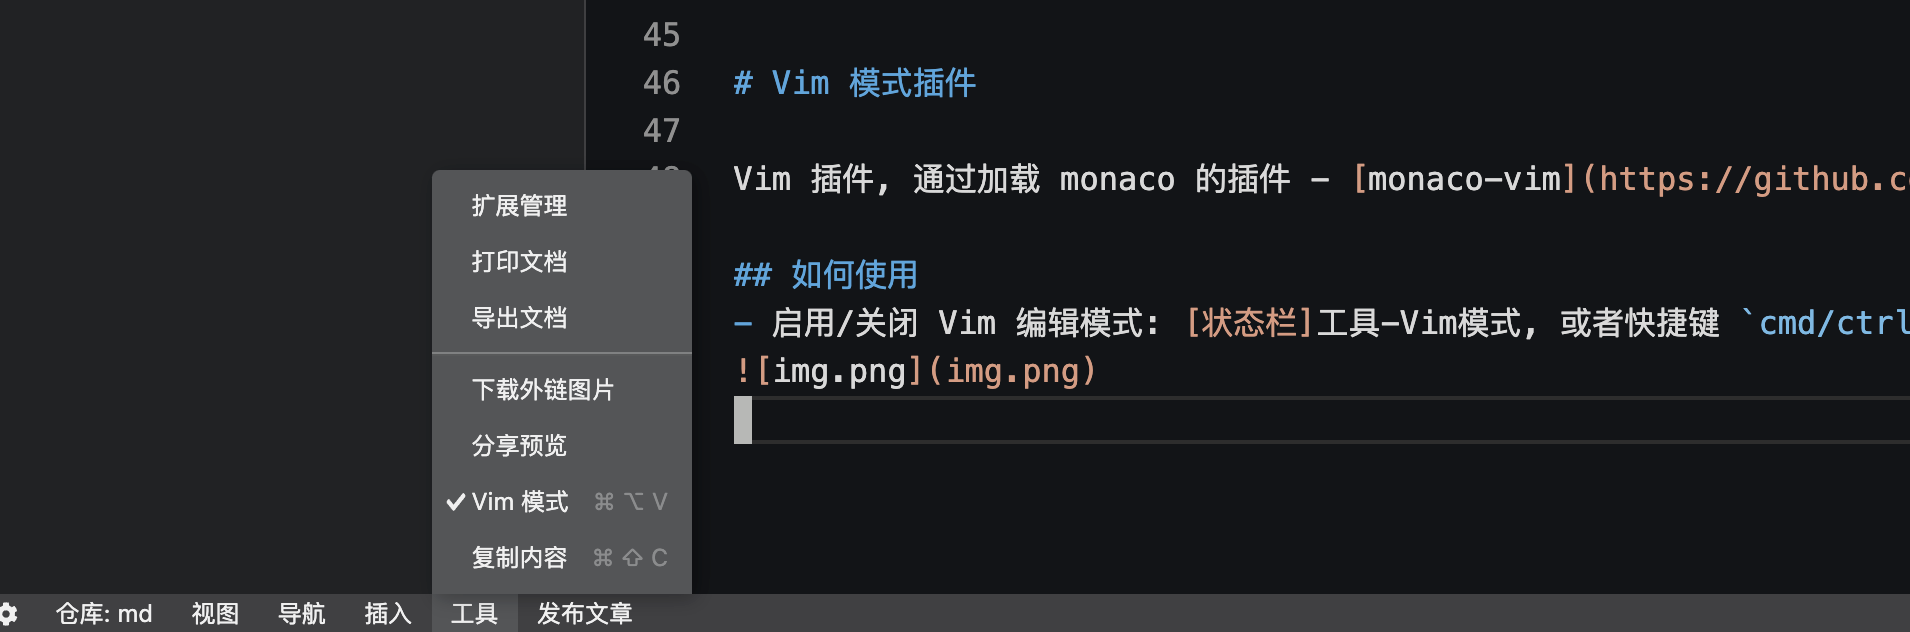 45
46 # Vim 模式插件
47
Vim 插件, 通过加载 monaco 的插件 - [monaco-vim](https://github.c
## 如何使用
- 启用/关闭 Vim 编辑模式: [状态栏]工具-Vim模式, 或者快捷键 `cmd/ctrl
![img.png](img.png)
扩展管理
打印文档
导出文档
下载外链图片
分享预览
✓ Vim 模式 ⌘ ⌥ V
复制内容 ⌘ ⇧ C
仓库: md 视图 导航 插入 工具 发布文章